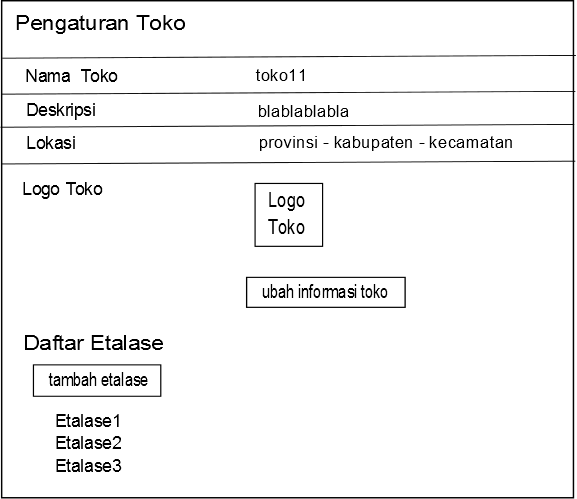 Pengaturan Toko
Nama Toko toko11
Deskripsi blablablabla
Lokasi provinsi - kabupaten - kecamatan
Logo Toko Logo
Toko
ubah informasi toko
Daftar Etalase
tambah etalase
Etalase1
Etalase2
Etalase3